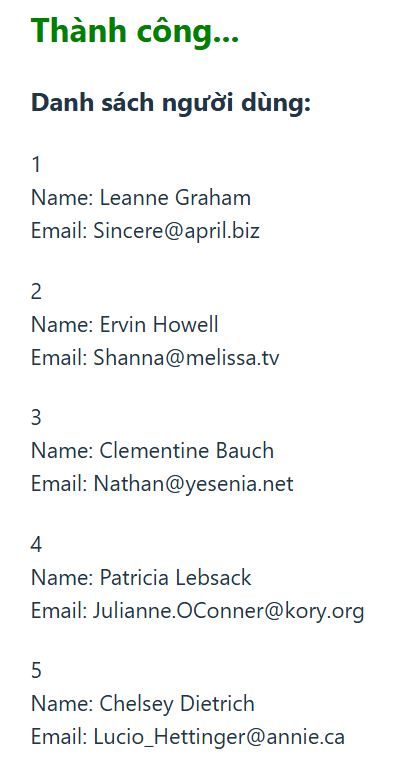 Thành công...
Danh sách người dùng:
1
Name: Leanne Graham
Email: Sincere@april.biz
2
Name: Ervin Howell
Email: Shanna@melissa.tv
3
Name: Clementine Bauch
Email: Nathan@yesenia.net
4
Name: Patricia Lebsack
Email: Julianne.OConner@kory.org
5
Name: Chelsey Dietrich
Email: Lucio_Hettinger@annie.ca